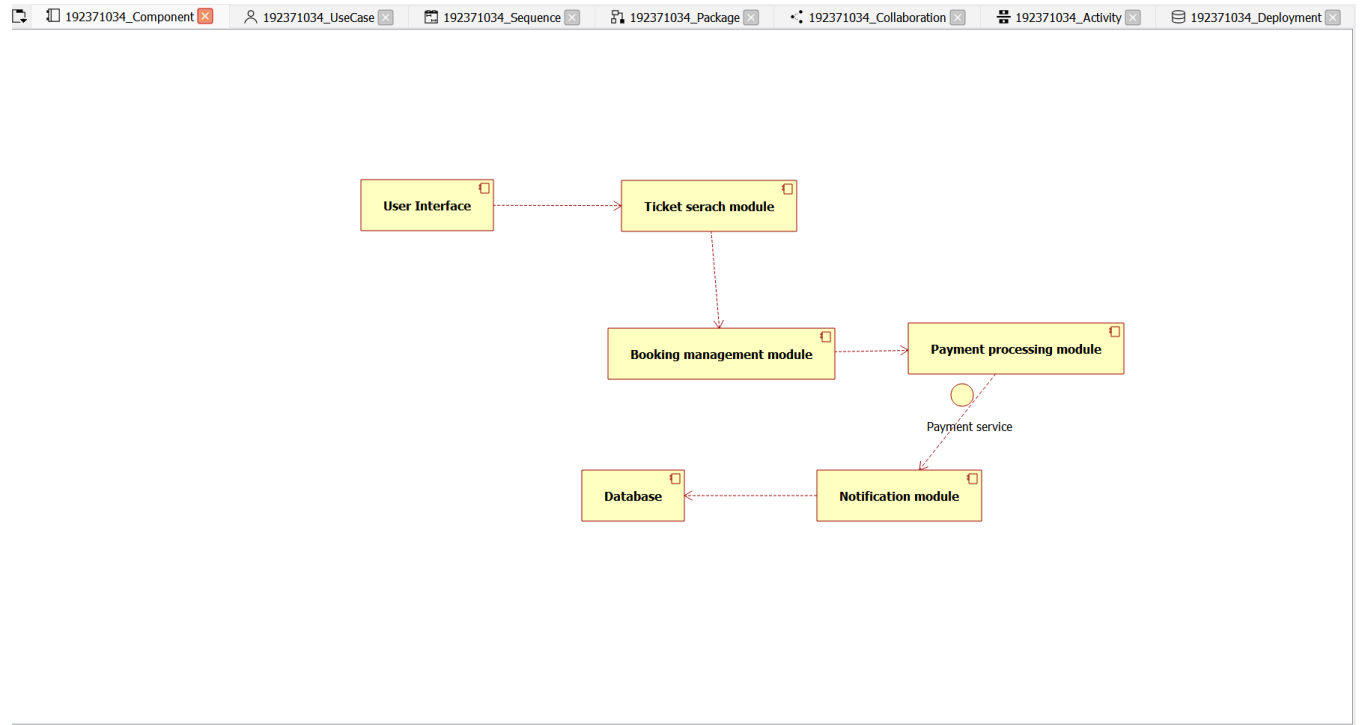 192371034_Component
192371034_UseCase
192371034_Sequence
192371034_Package
192371034_Collaboration
192371034_Activity
192371034_Deployment
User Interface
Ticket serach module
Booking management module
Payment processing module
Payment service
Database
Notification module